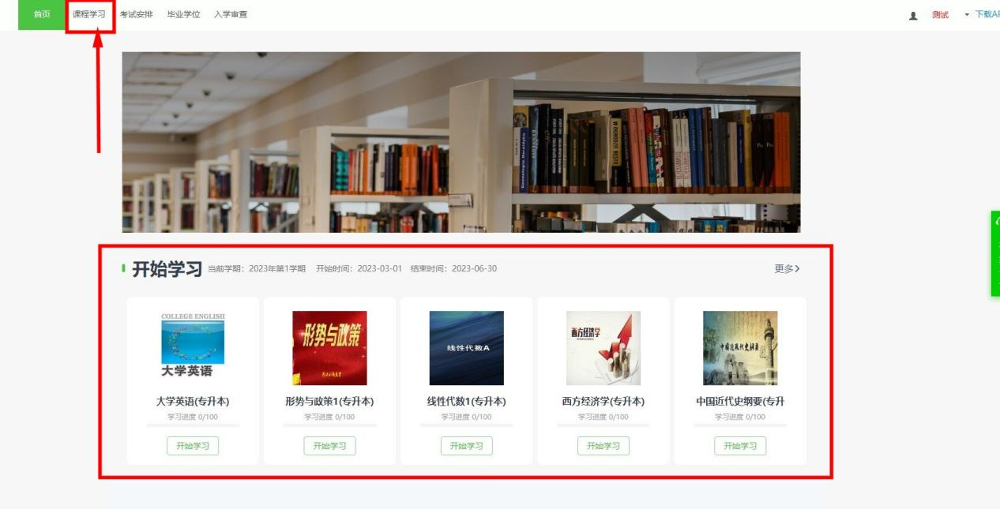 首页 课程学习 考试安排 毕业学位 入学审查 测试 下载AP
开始学习 当前学期：2023年第1学期 开始时间：2023-03-01 结束时间：2023-06-30 更多
COLLEGE ENGLISH
大学英语
形势与政策
线性代数A
西方经济学
中国近现代史纲要
大学英语(专升本) 形势与政策1(专升本) 线性代数1(专升本) 西方经济学(专升本) 中国近代史纲要(专升
学习进度 0/100 学习进度 0/100 学习进度 0/100 学习进度 0/100 学习进度 0/100
开始学习 开始学习 开始学习 开始学习 开始学习